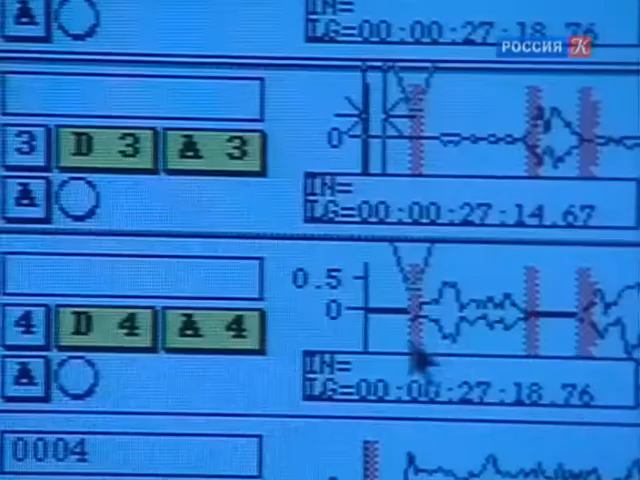 A IN=
LG=00:00:27:18.76
РОССИЯ К
3 D 3 A 3 0
A IN=
LG=00:00:27:14.67
0.5
4 D 4 A 4 0
A IN=
LG=00:00:27:18.76
0004